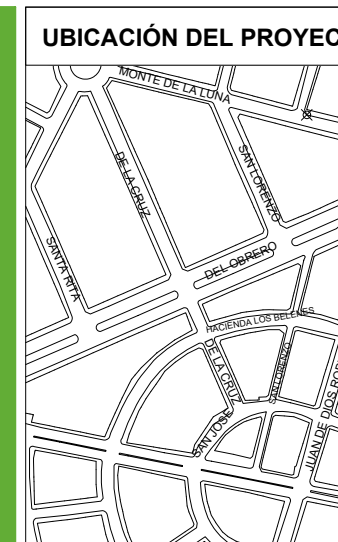 UBICACIÓN DEL PROYEC
MONTE DE LA LUNA
DE LA CRUZ
SAN LORENZO
SANTA RITA
DEL OBRERO
HACIENDA LOS BELENES
DE LA CRUZ
SAN LORENZO
SAN JOSE
JUAN DE DIOS ROB